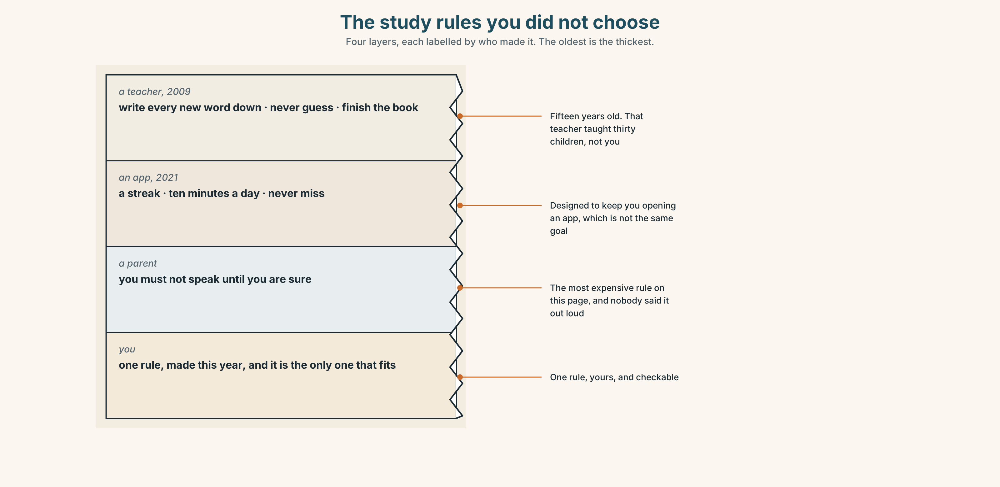 The study rules you did not choose
Four layers, each labelled by who made it. The oldest is the thickest.
a teacher, 2009
write every new word down · never guess · finish the book
Fifteen years old. That
teacher taught thirty
children, not you
an app, 2021
a streak · ten minutes a day · never miss
Designed to keep you opening
an app, which is not the same
goal
a parent
you must not speak until you are sure
The most expensive rule on
this page, and nobody said it
out loud
you
one rule, made this year, and it is the only one that fits
One rule, yours, and checkable